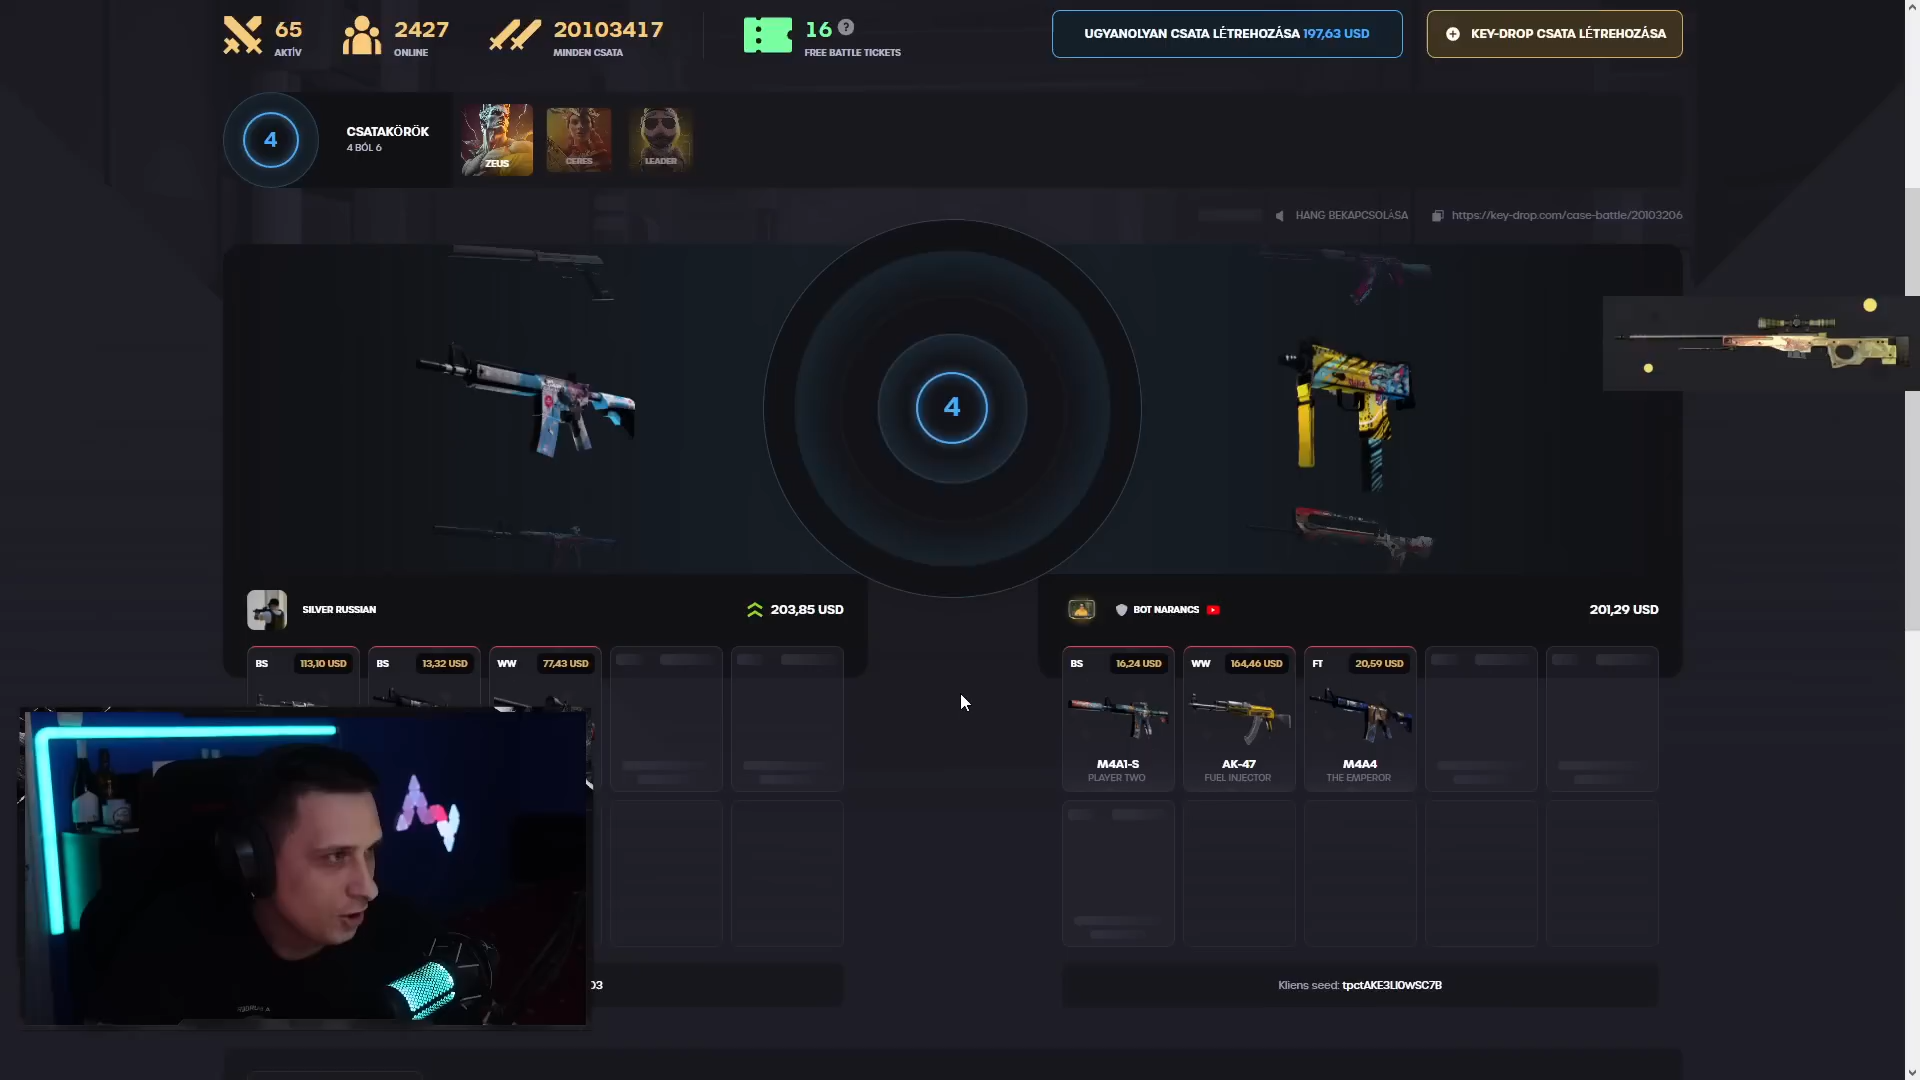 65
AKTÍV
2427
ONLINE
20103417
MINDEN CSATA
16 ?
FREE BATTLE TICKETS
UGYANOLYAN CSATA LÉTREHOZÁSA 197,63 USD
KEY-DROP CSATA LÉTREHOZÁSA
4
CSATAKÖRÖK
4 BÓL 6
ZEUS
CERES
LEADER
HANG BEKAPCSOLÁSA
https://key-drop.com/case-battle/20103206
4
SILVER RUSSIAN
203,85 USD
BOT NARANCS
201,29 USD
BS 113,10 USD
BS 13,32 USD
WW 77,43 USD
BS 16,24 USD
M4A1-S
PLAYER TWO
WW 164,46 USD
AK-47
FUEL INJECTOR
FT 20,59 USD
M4A4
THE EMPEROR
03
Kliens seed: tpctAKE3LI0wSC7B